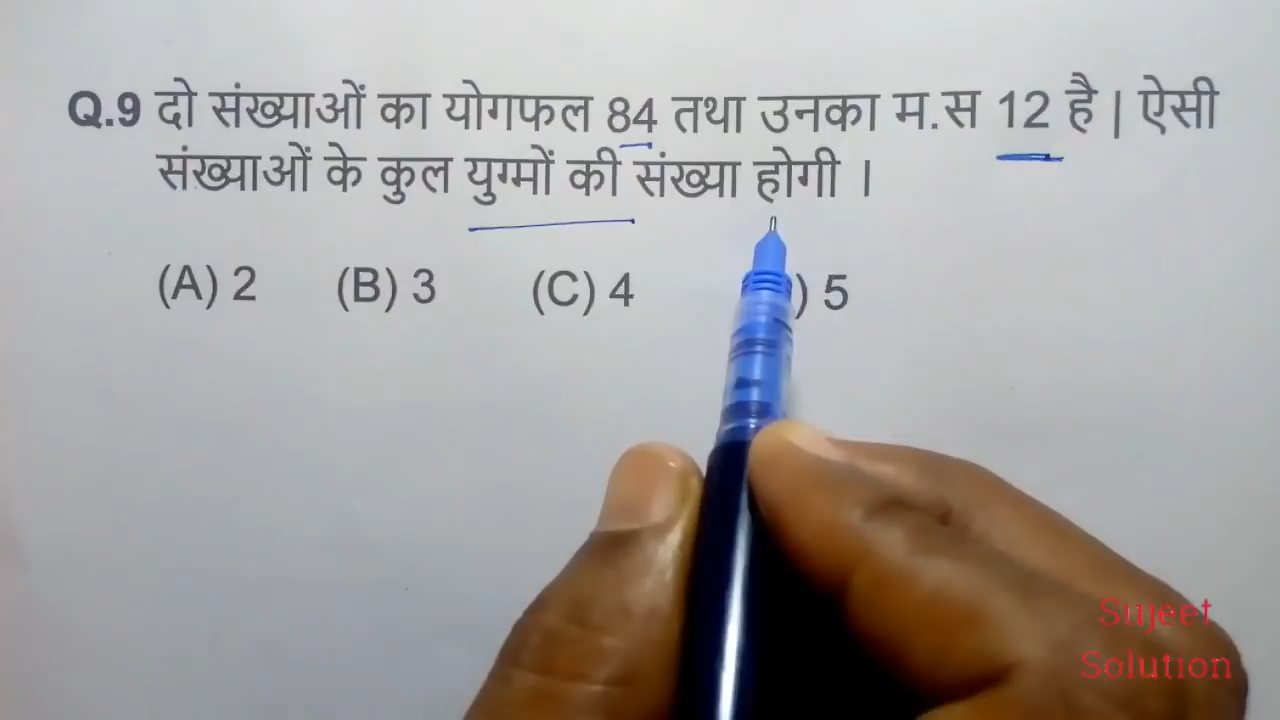 Q.9 दो संख्याओं का योगफल 84 तथा उनका म.स 12 है | ऐसी
संख्याओं के कुल युग्मों की संख्या होगी ।
(A) 2 (B) 3 (C) 4 ) 5
Sujeet
Solution